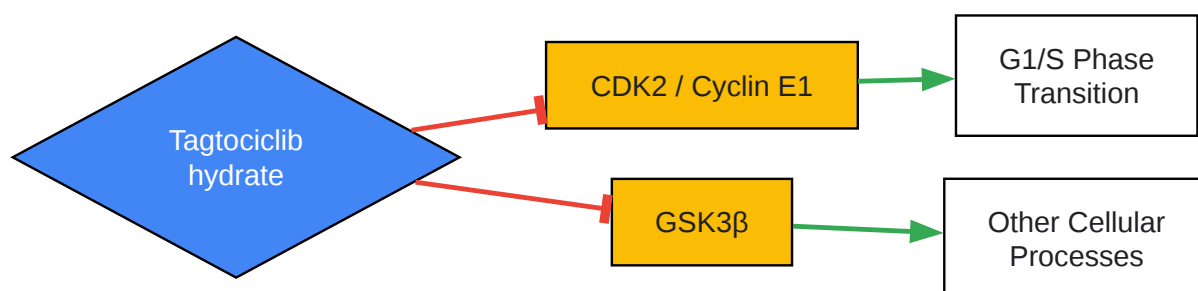 Tagtociclib
hydrate
CDK2 / Cyclin E1
G1/S Phase
Transition
GSK3β
Other Cellular
Processes